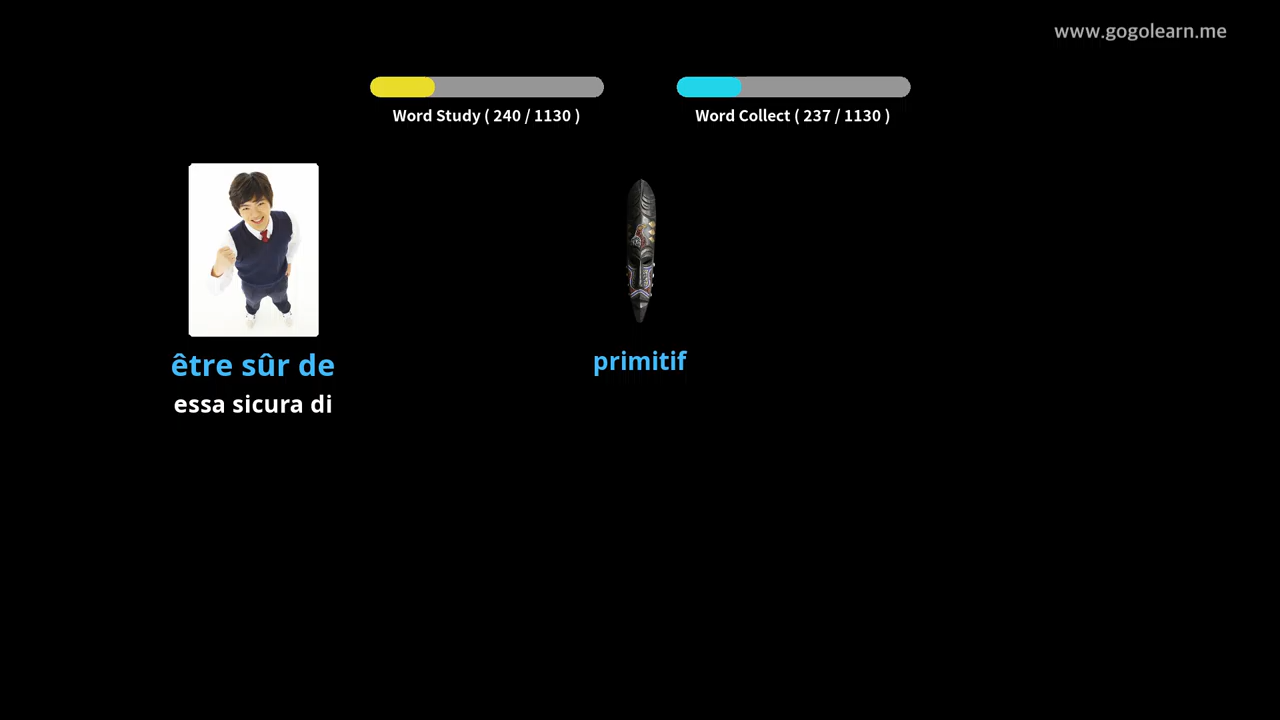 www.gogolearn.me
Word Study ( 240 / 1130 )
Word Collect ( 237 / 1130 )
être sûr de
essa sicura di
primitif